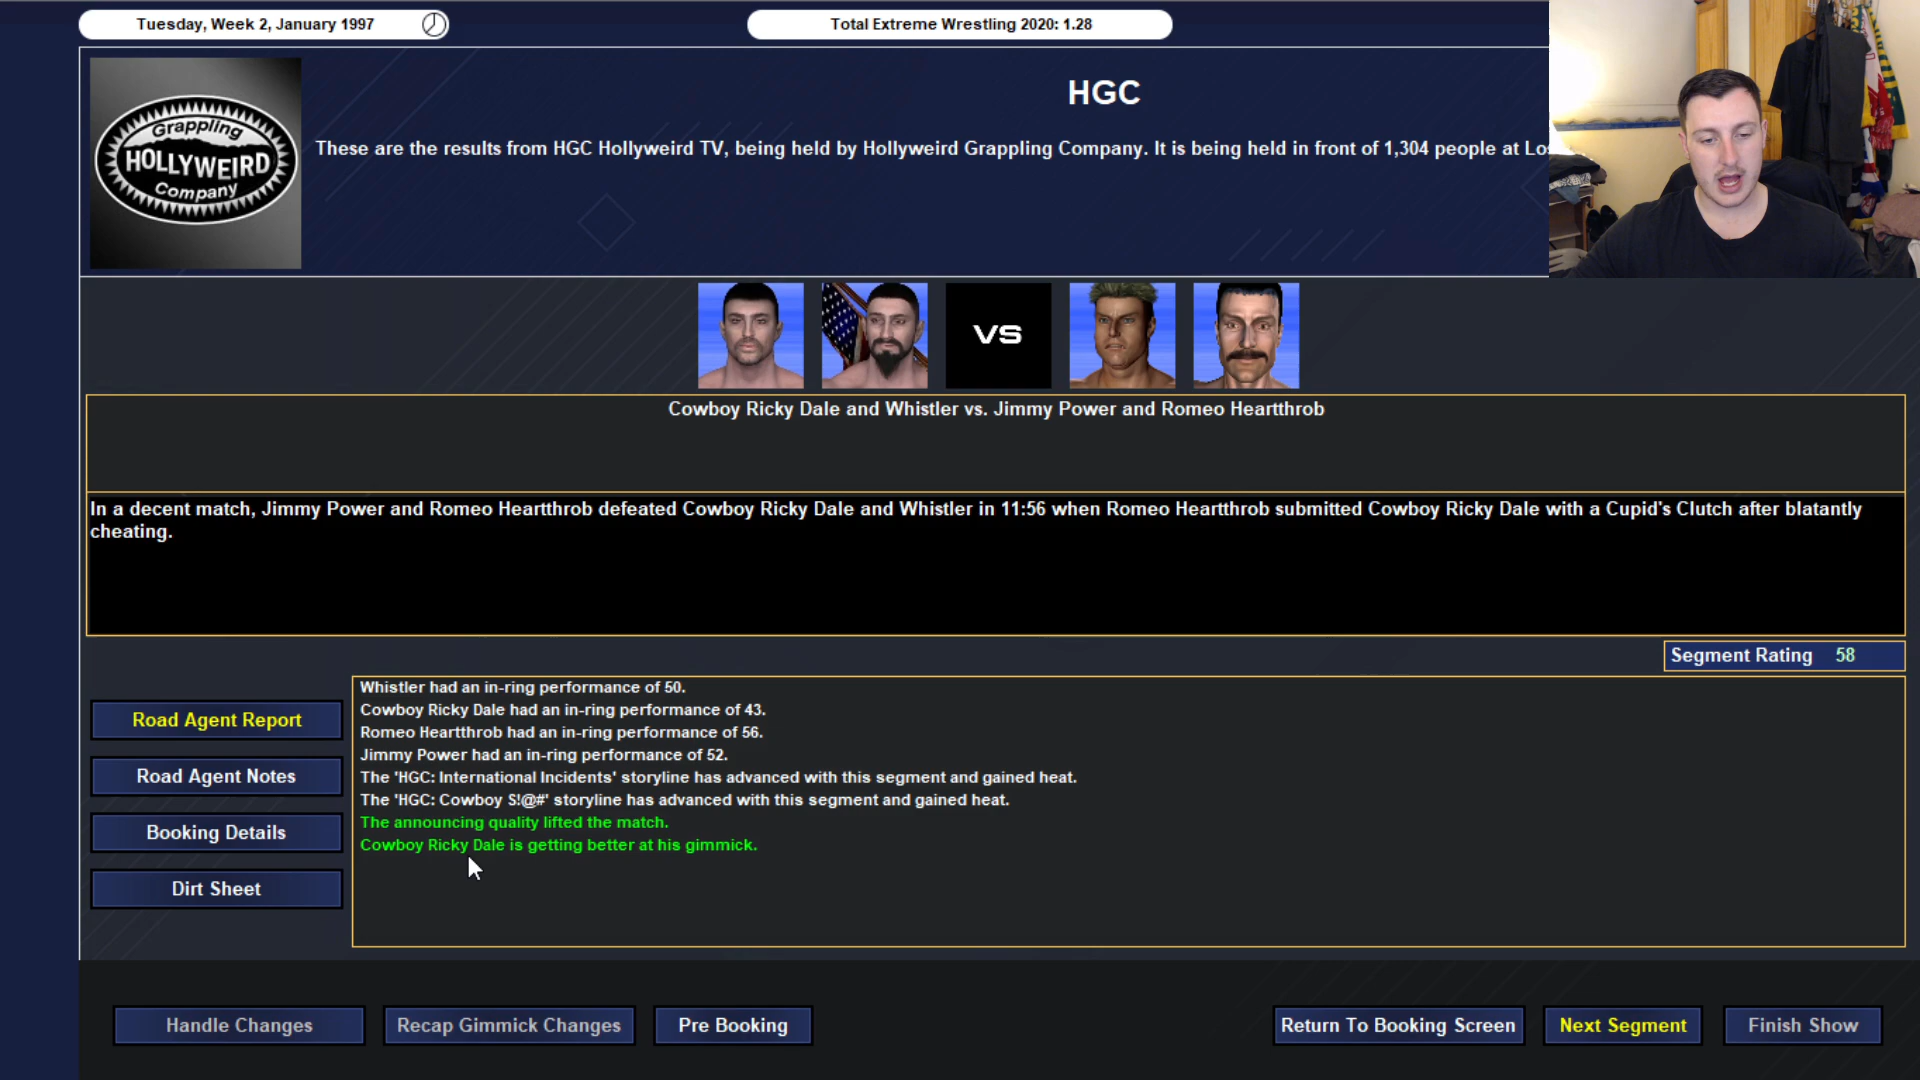 Tuesday, Week 2, January 1997
Total Extreme Wrestling 2020: 1.28
Grappling
HOLLYWEIRD
Company
HGC
These are the results from HGC Hollyweird TV, being held by Hollyweird Grappling Company. It is being held in front of 1,304 people at Los
VS
Cowboy Ricky Dale and Whistler vs. Jimmy Power and Romeo Heartthrob
In a decent match, Jimmy Power and Romeo Heartthrob defeated Cowboy Ricky Dale and Whistler in 11:56 when Romeo Heartthrob submitted Cowboy Ricky Dale with a Cupid's Clutch after blatantly
cheating.
Segment Rating 58
Road Agent Report
Road Agent Notes
Booking Details
Dirt Sheet
Whistler had an in-ring performance of 50.
Cowboy Ricky Dale had an in-ring performance of 43.
Romeo Heartthrob had an in-ring performance of 56.
Jimmy Power had an in-ring performance of 52.
The 'HGC: International Incidents' storyline has advanced with this segment and gained heat.
The 'HGC: Cowboy S!@#' storyline has advanced with this segment and gained heat.
The announcing quality lifted the match.
Cowboy Ricky Dale is getting better at his gimmick.
Handle Changes
Recap Gimmick Changes
Pre Booking
Return To Booking Screen
Next Segment
Finish Show